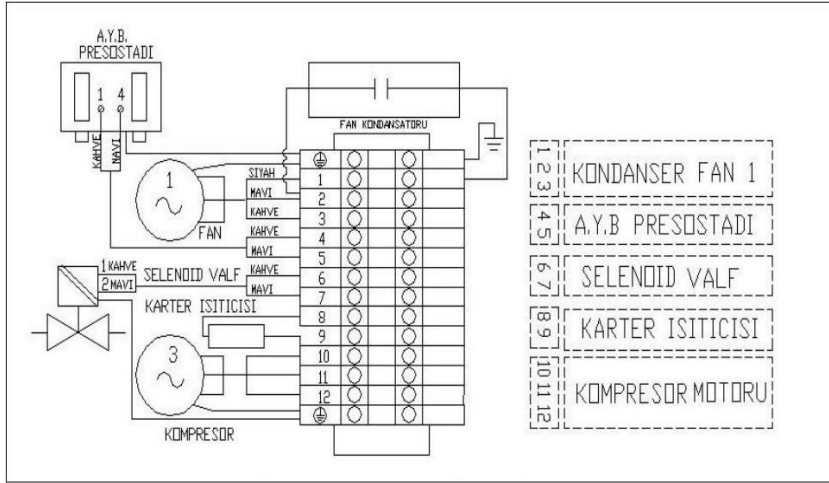 A.Y.B.
PRESOSTADI
1 4
KAHVE
MAVI
FAN KONDANSATORU
1
FAN
SIYAH
MAVI
KAHVE
KAHVE
MAVI
KAHVE
MAVI
1 KAHVE
2 MAVI
SELENOID VALF
KARTER ISITICISI
3
KOMPRESOR
1
2
3
4
5
6
7
8
9
10
11
12
1 2 3 KONDANSER FAN 1
4 5 A.Y.B PRESOSTADI
6 7 SELENOID VALF
8 9 KARTER ISITICISI
10 11 12 KOMPRESOR MOTORU